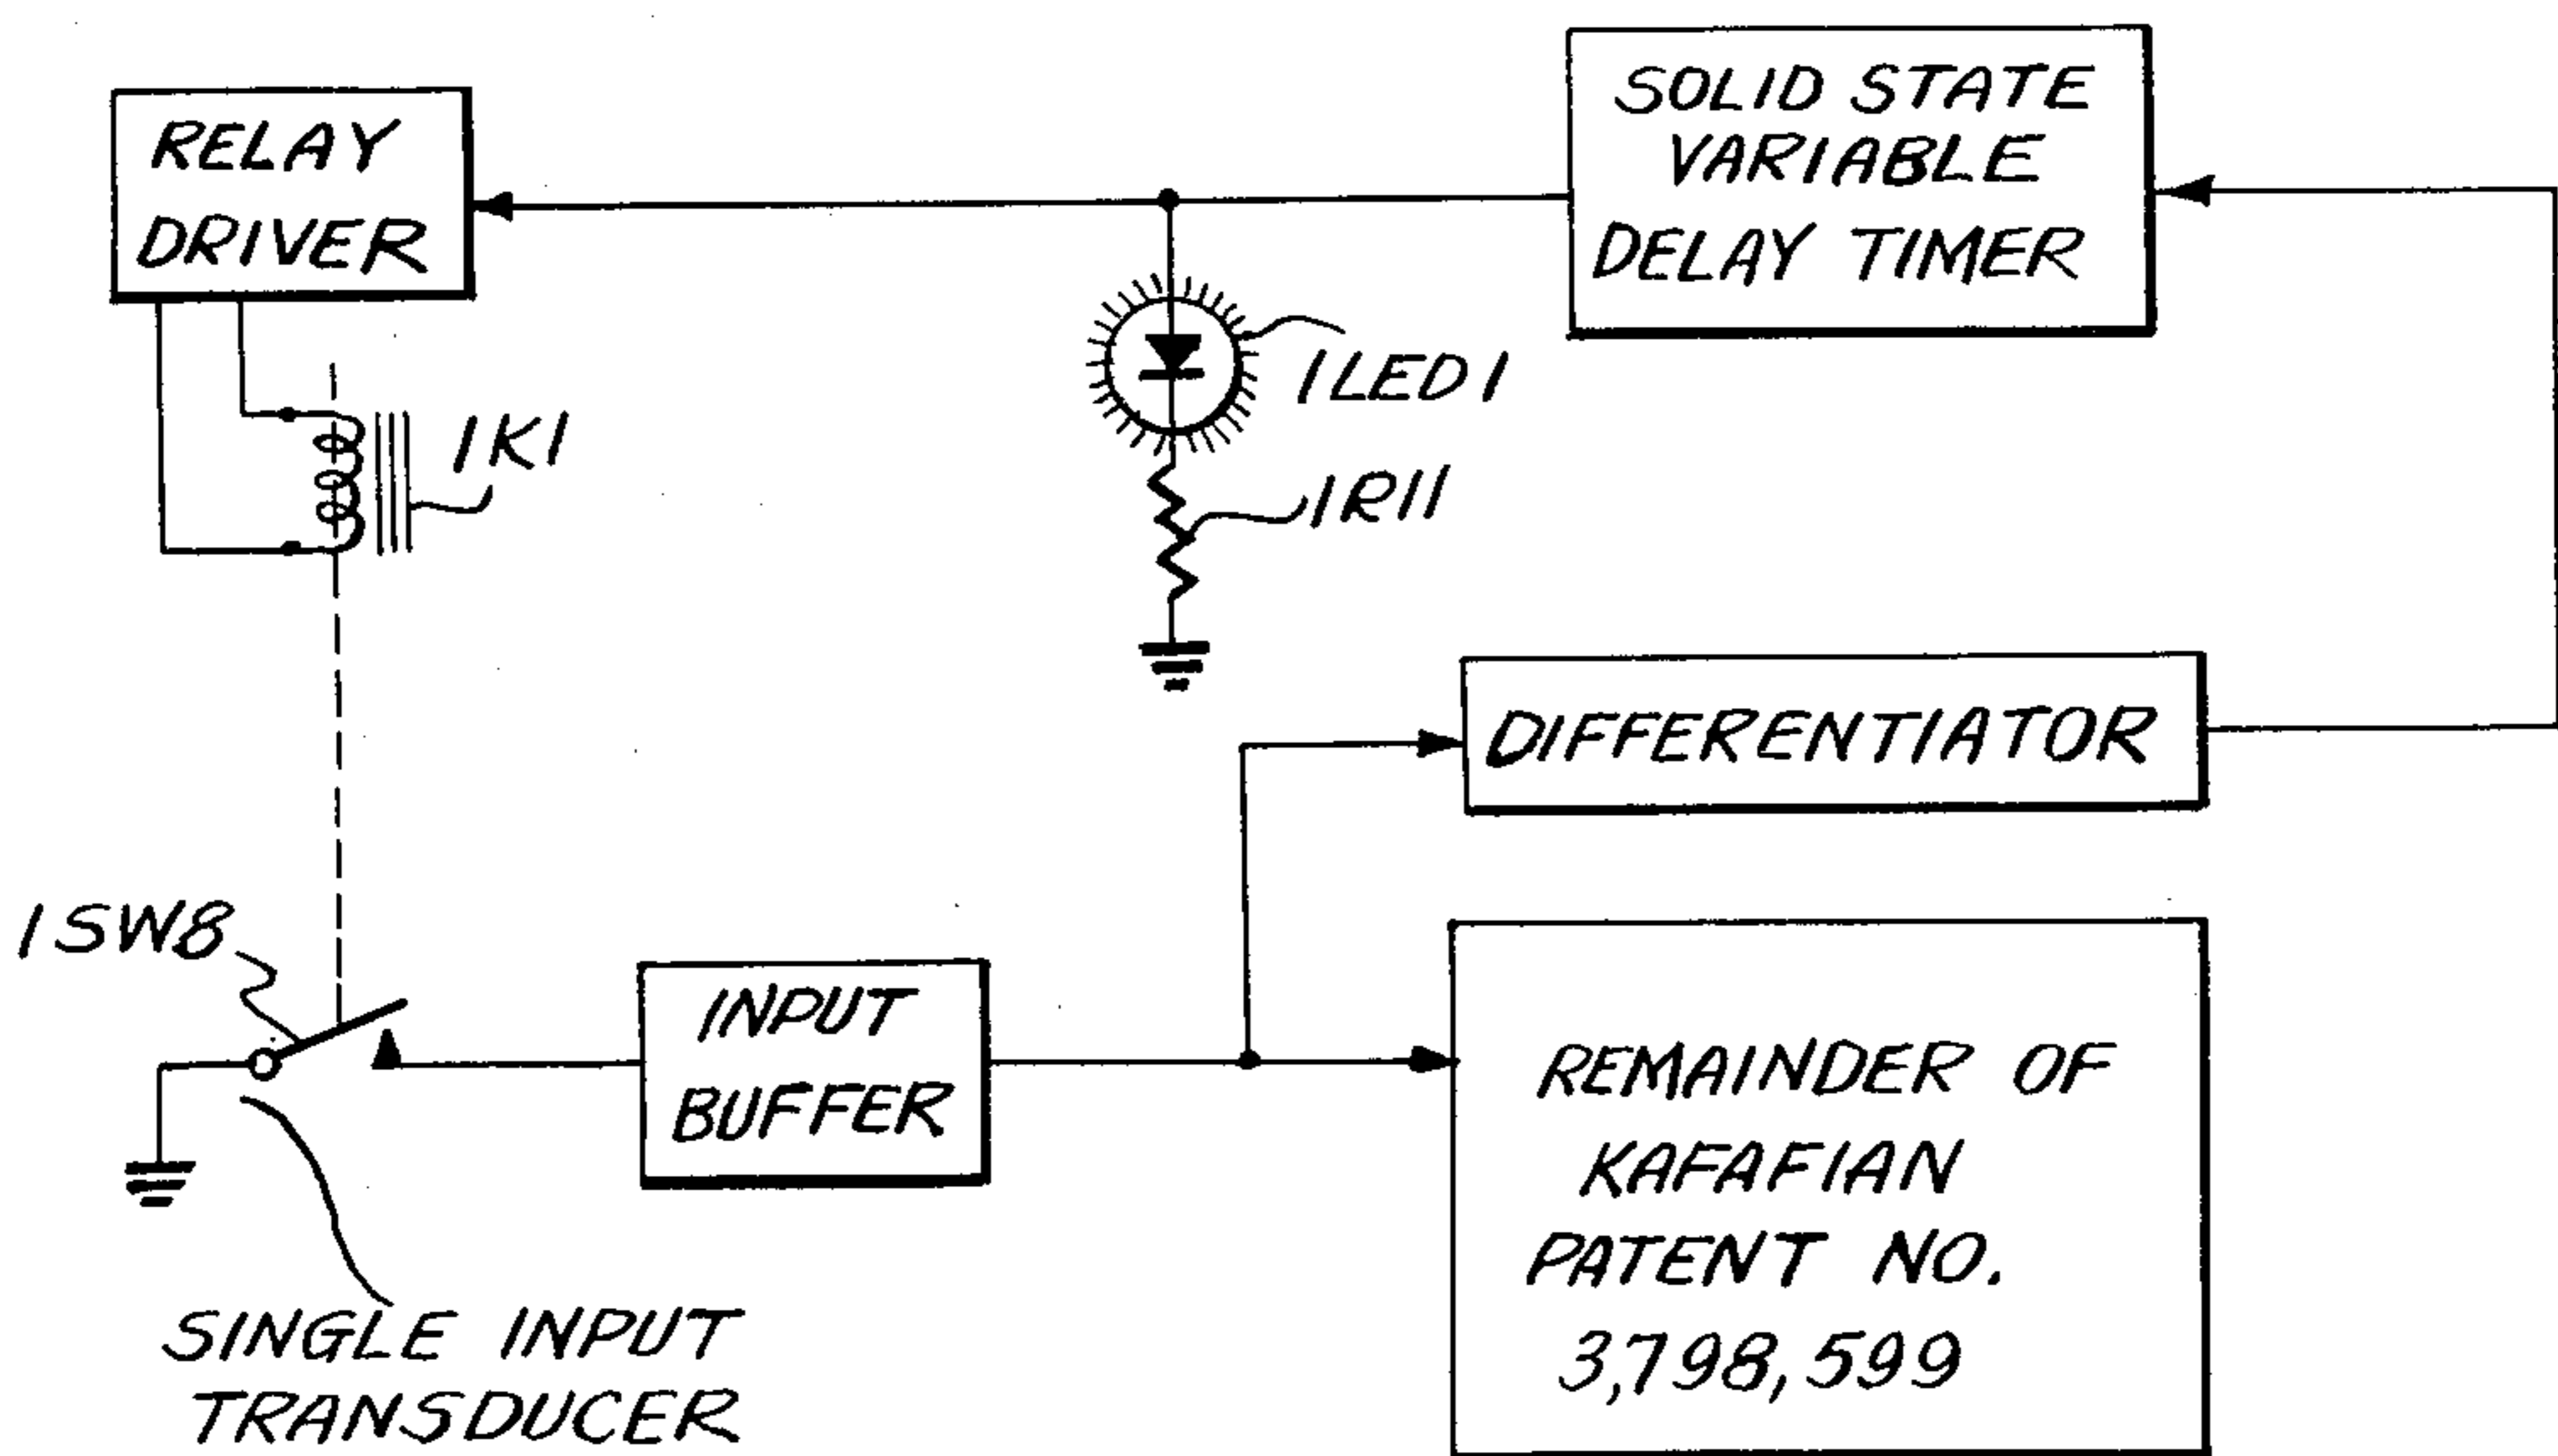 RELAY
DRIVER
SOLID STATE
VARIABLE
DELAY TIMER
1K1
1LED1
1R11
DIFFERENTIATOR
1SW8
INPUT
BUFFER
REMAINDER OF
KAFAFIAN
PATENT NO.
3,798,599
SINGLE INPUT
TRANSDUCER